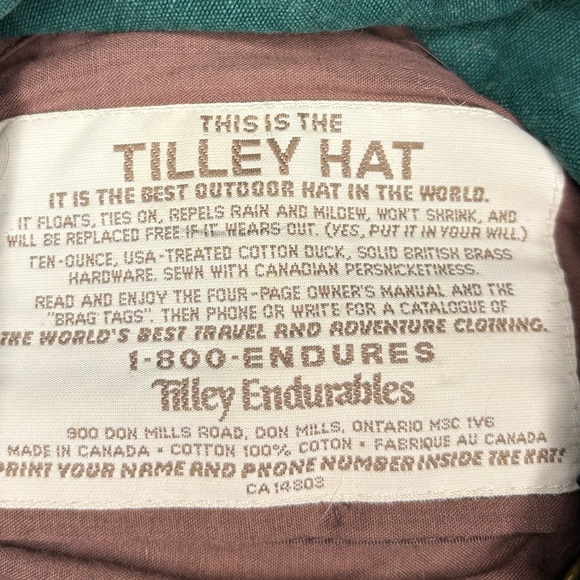 THIS IS THE
TILLEY HAT
IT IS THE BEST OUTDOOR HAT IN THE WORLD.
IT FLOATS, TIES ON, REPELS RAIN AND MILDEW, WON'T SHRINK, AND
WILL BE REPLACED FREE IF IT WEARS OUT. (YES, PUT IT IN YOUR WILL.)
TEN-OUNCE, USA-TREATED COTTON DUCK, SOLID BRITISH BRASS
HARDWARE. SEWN WITH CANADIAN PERSNICKETINESS.
READ AND ENJOY THE FOUR-PAGE OWNER'S MANUAL AND THE
"BRAG TAGS". THEN PHONE OR WRITE FOR A CATALOGUE OF
THE WORLD'S BEST TRAVEL AND ADVENTURE CLOTHING.
1-800-ENDURES
Tilley Endurables
900 DON MILLS ROAD, DON MILLS, ONTARIO M3C 1V6
MADE IN CANADA • COTTON 100% COTON • FABRIQUE AU CANADA
PRINT YOUR NAME AND PHONE NUMBER INSIDE THE HAT!
CA 14803